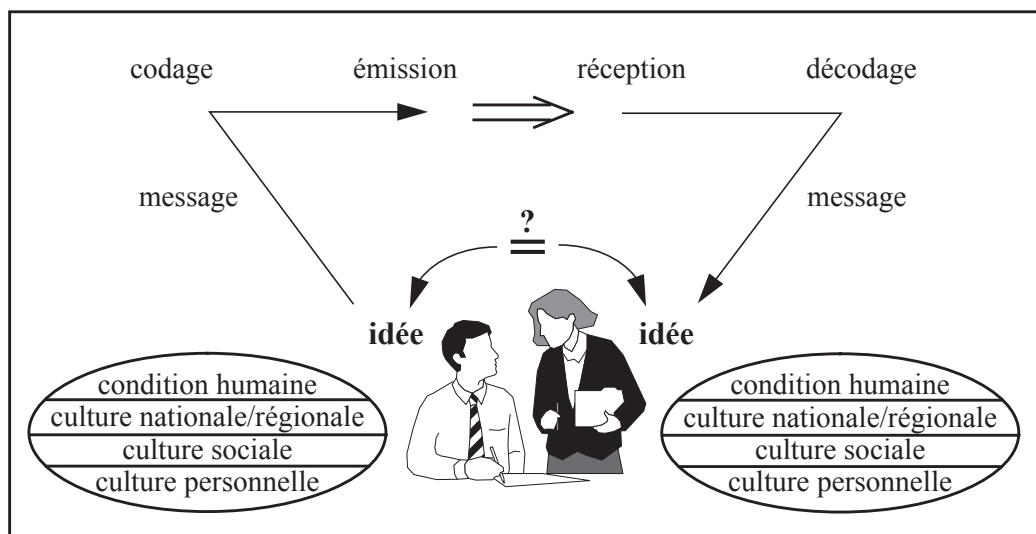 codage émission réception décodage
message message
?
=
idée idée
condition humaine condition humaine
culture nationale/régionale culture nationale/régionale
culture sociale culture sociale
culture personnelle culture personnelle